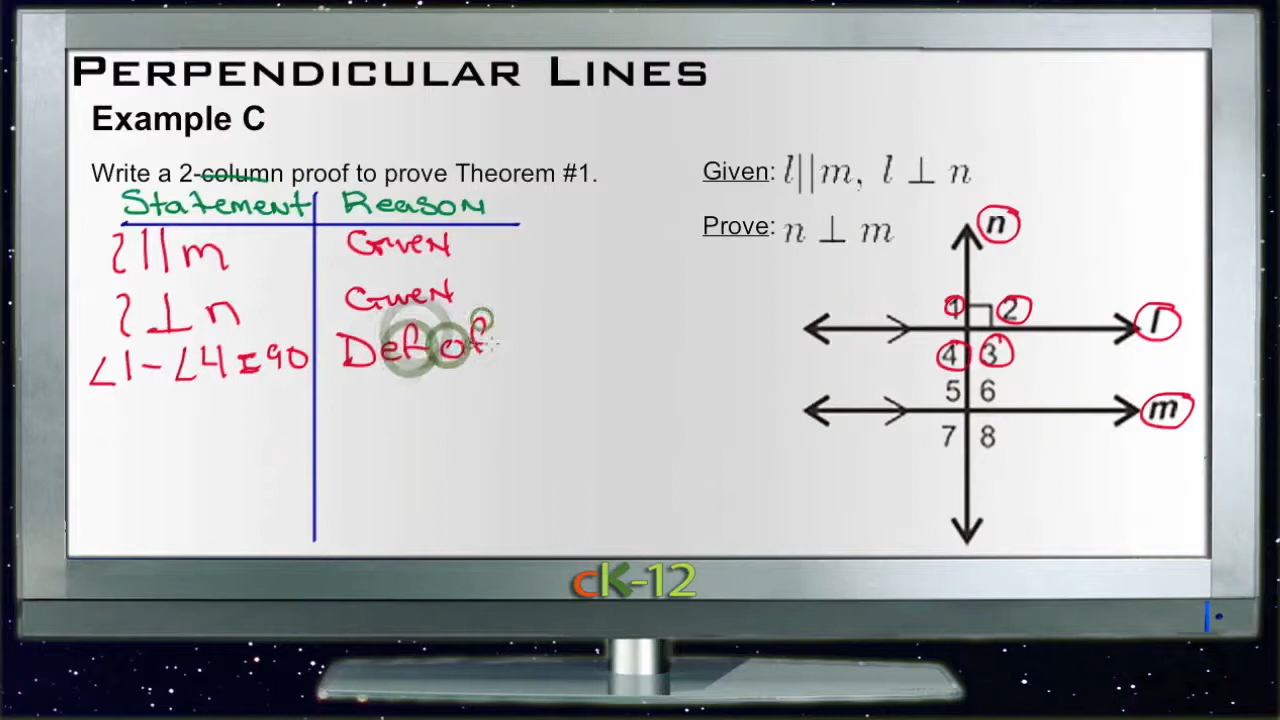 PERPENDICULAR LINES
Example C
Write a 2-column proof to prove Theorem #1.
Statement Reason
l||m Given
l ⊥ n Given
∠1-∠4=90 Def of
Given: l||m, l ⊥ n
Prove: n ⊥ m
n
1 2
l
4 3
5 6
m
7 8
cK-12